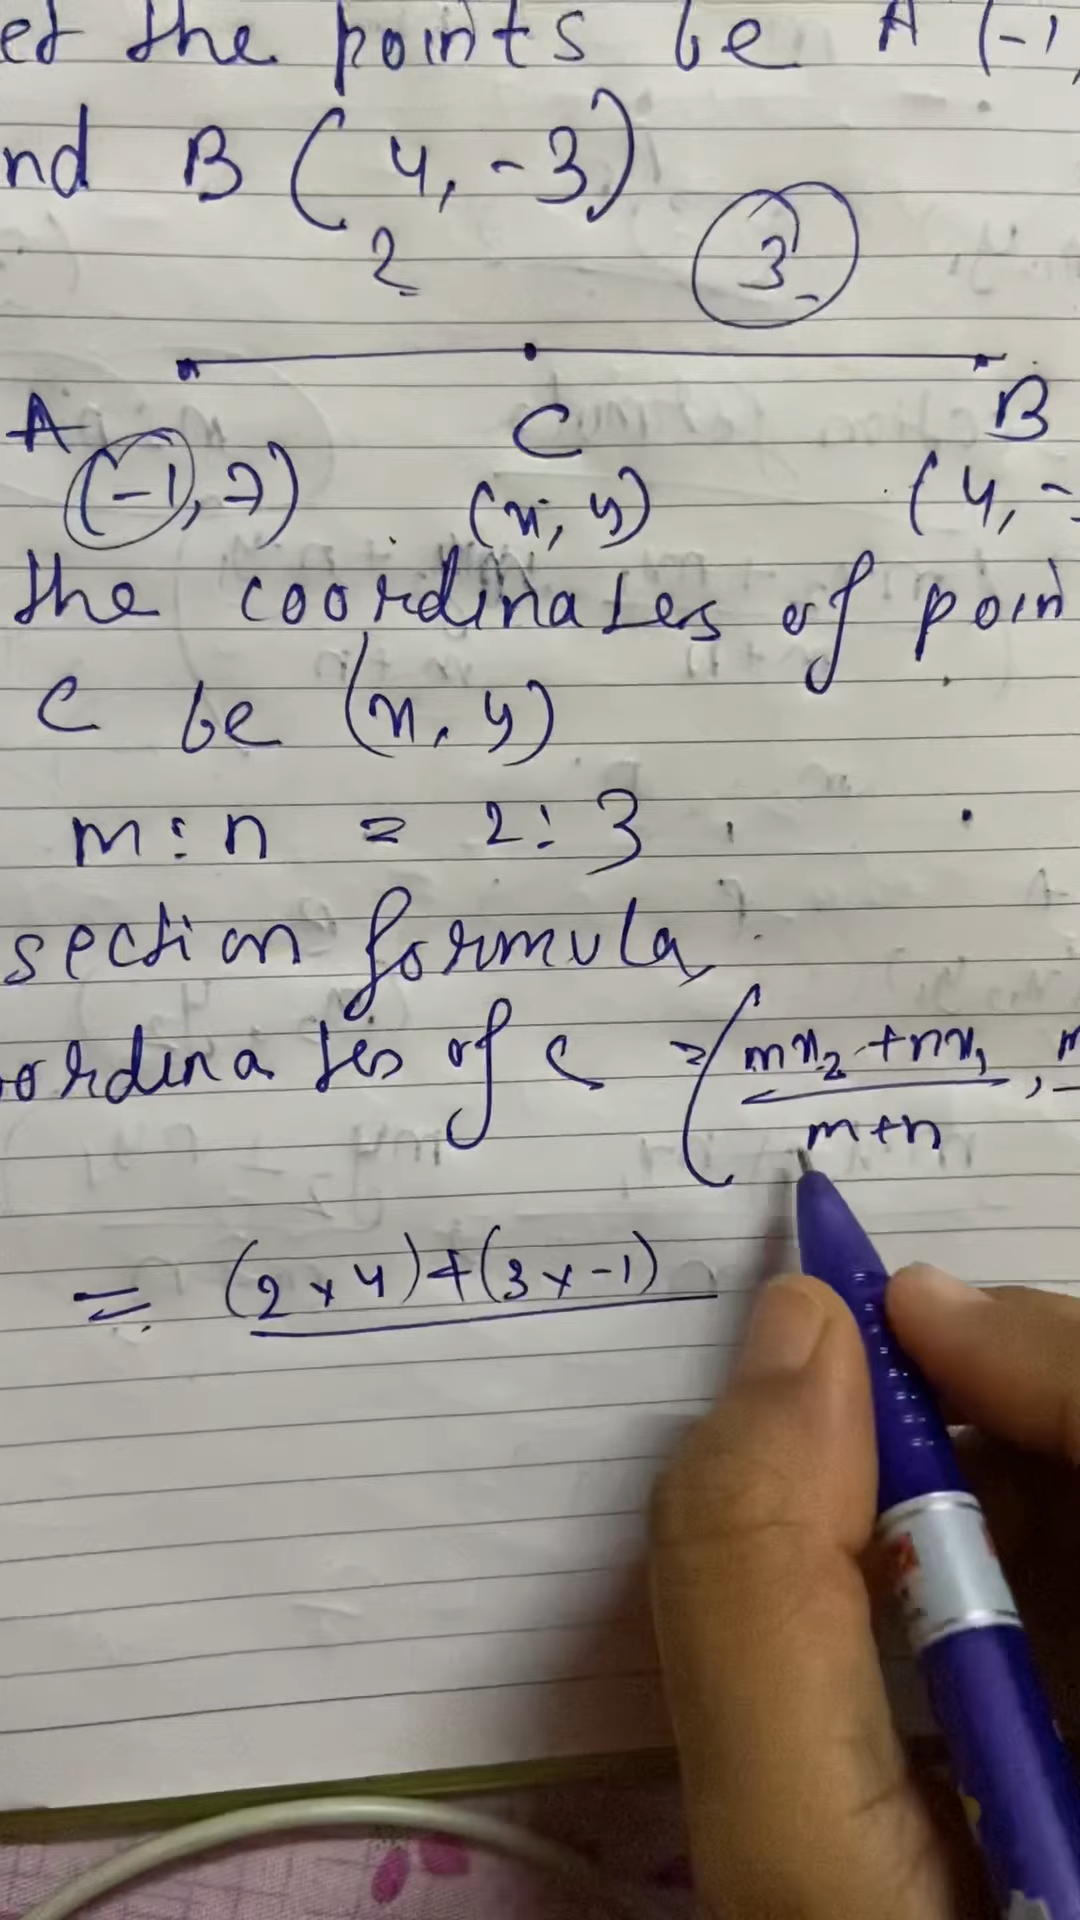 et the points be A (-1,
nd B ( 4, -3)
2 3
A C B
(-1, 7) (x, y) (4, -
the coordinates of poin
C be (x, y)
m : n = 2 : 3
section formula
ordinates of C = ( mx₂ + nx₁ / m+n , m
= (2 × 4) + (3 × -1)